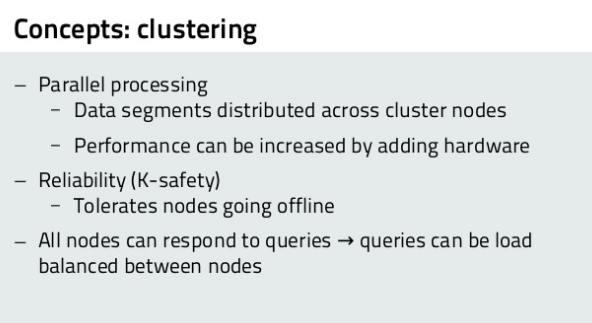 Concepts: clustering
– Parallel processing
– Data segments distributed across cluster nodes
– Performance can be increased by adding hardware
– Reliability (K-safety)
– Tolerates nodes going offline
– All nodes can respond to queries → queries can be load
balanced between nodes